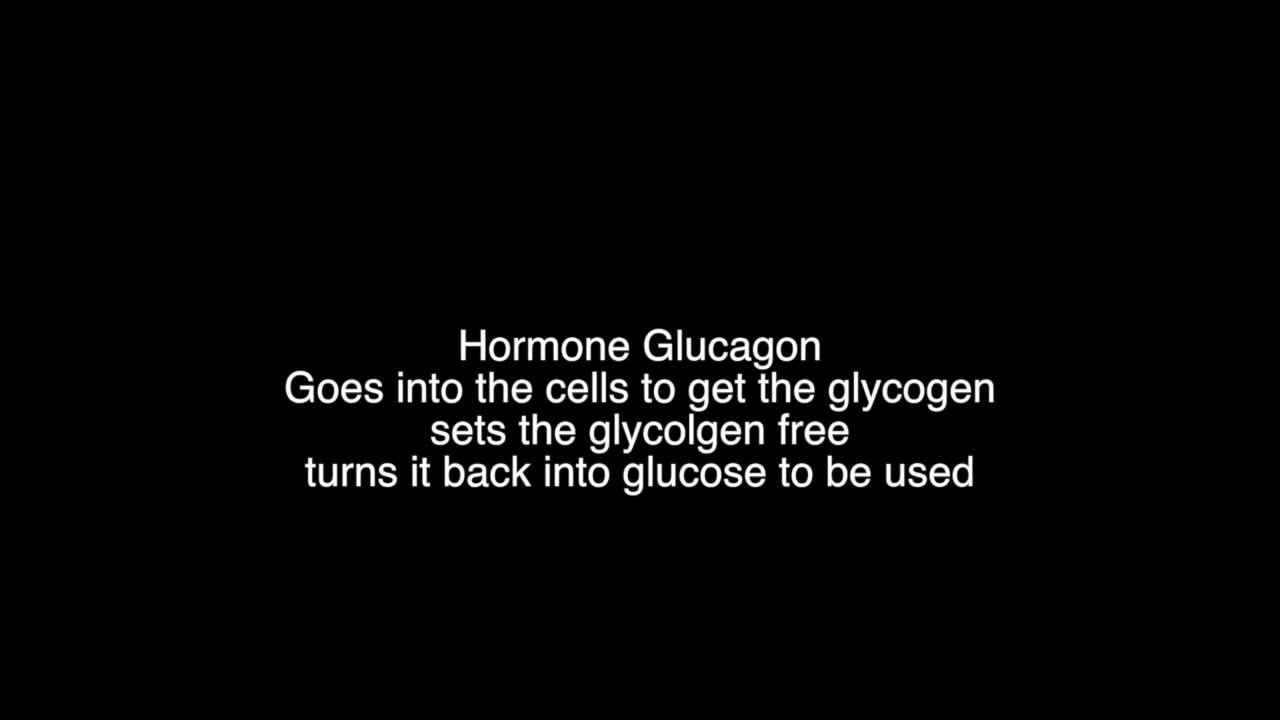 Hormone Glucagon
Goes into the cells to get the glycogen
sets the glycolgen free
turns it back into glucose to be used